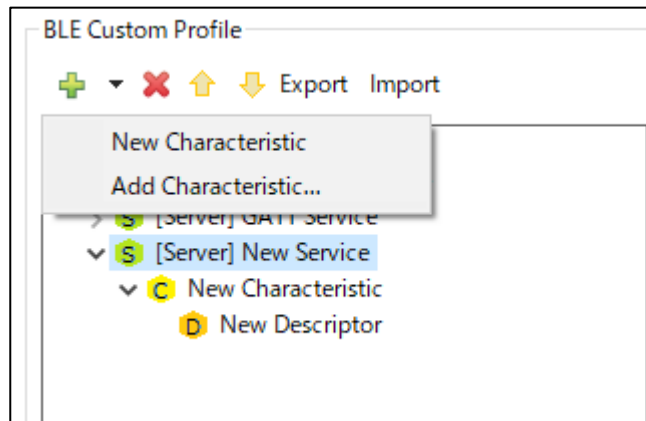 BLE Custom Profile
Export Import
New Characteristic
Add Characteristic...
S [Server] GATT Service
S [Server] New Service
C New Characteristic
D New Descriptor